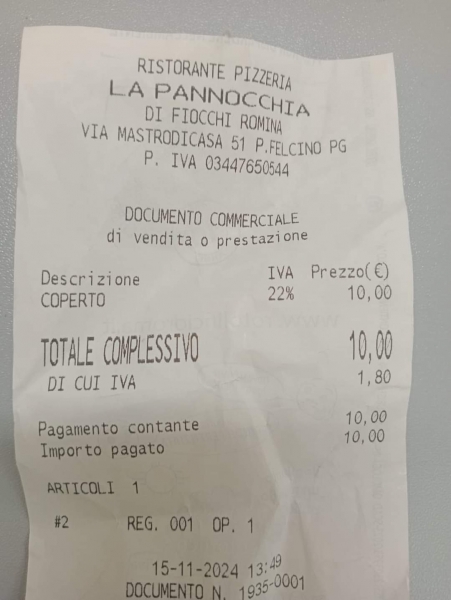 RISTORANTE PIZZERIA
LA PANNOCCHIA
DI FIOCCHI ROMINA
VIA MASTRODICASA 51 P.FELCINO PG
P. IVA 03447650544
DOCUMENTO COMMERCIALE
di vendita o prestazione
Descrizione IVA Prezzo(€)
COPERTO 22% 10,00
TOTALE COMPLESSIVO 10,00
DI CUI IVA 1,80
Pagamento contante 10,00
Importo pagato 10,00
ARTICOLI 1
#2 REG. 001 OP. 1
15-11-2024 13:49
DOCUMENTO N. 1935-0001